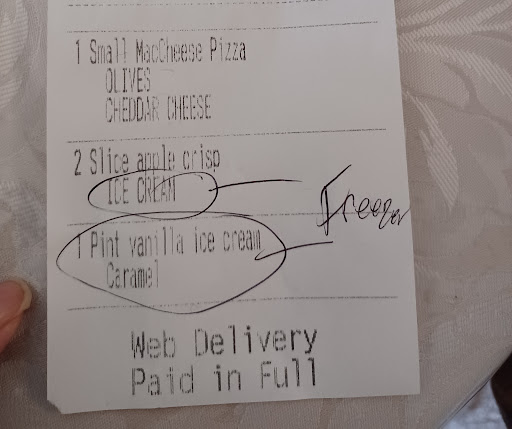 1 Small MacCheese Pizza
OLIVES
CHEDDAR CHEESE
2 Slice apple crisp
ICE CREAM
Freezer
1 Pint vanilla ice cream
Caramel
Web Delivery
Paid in Full